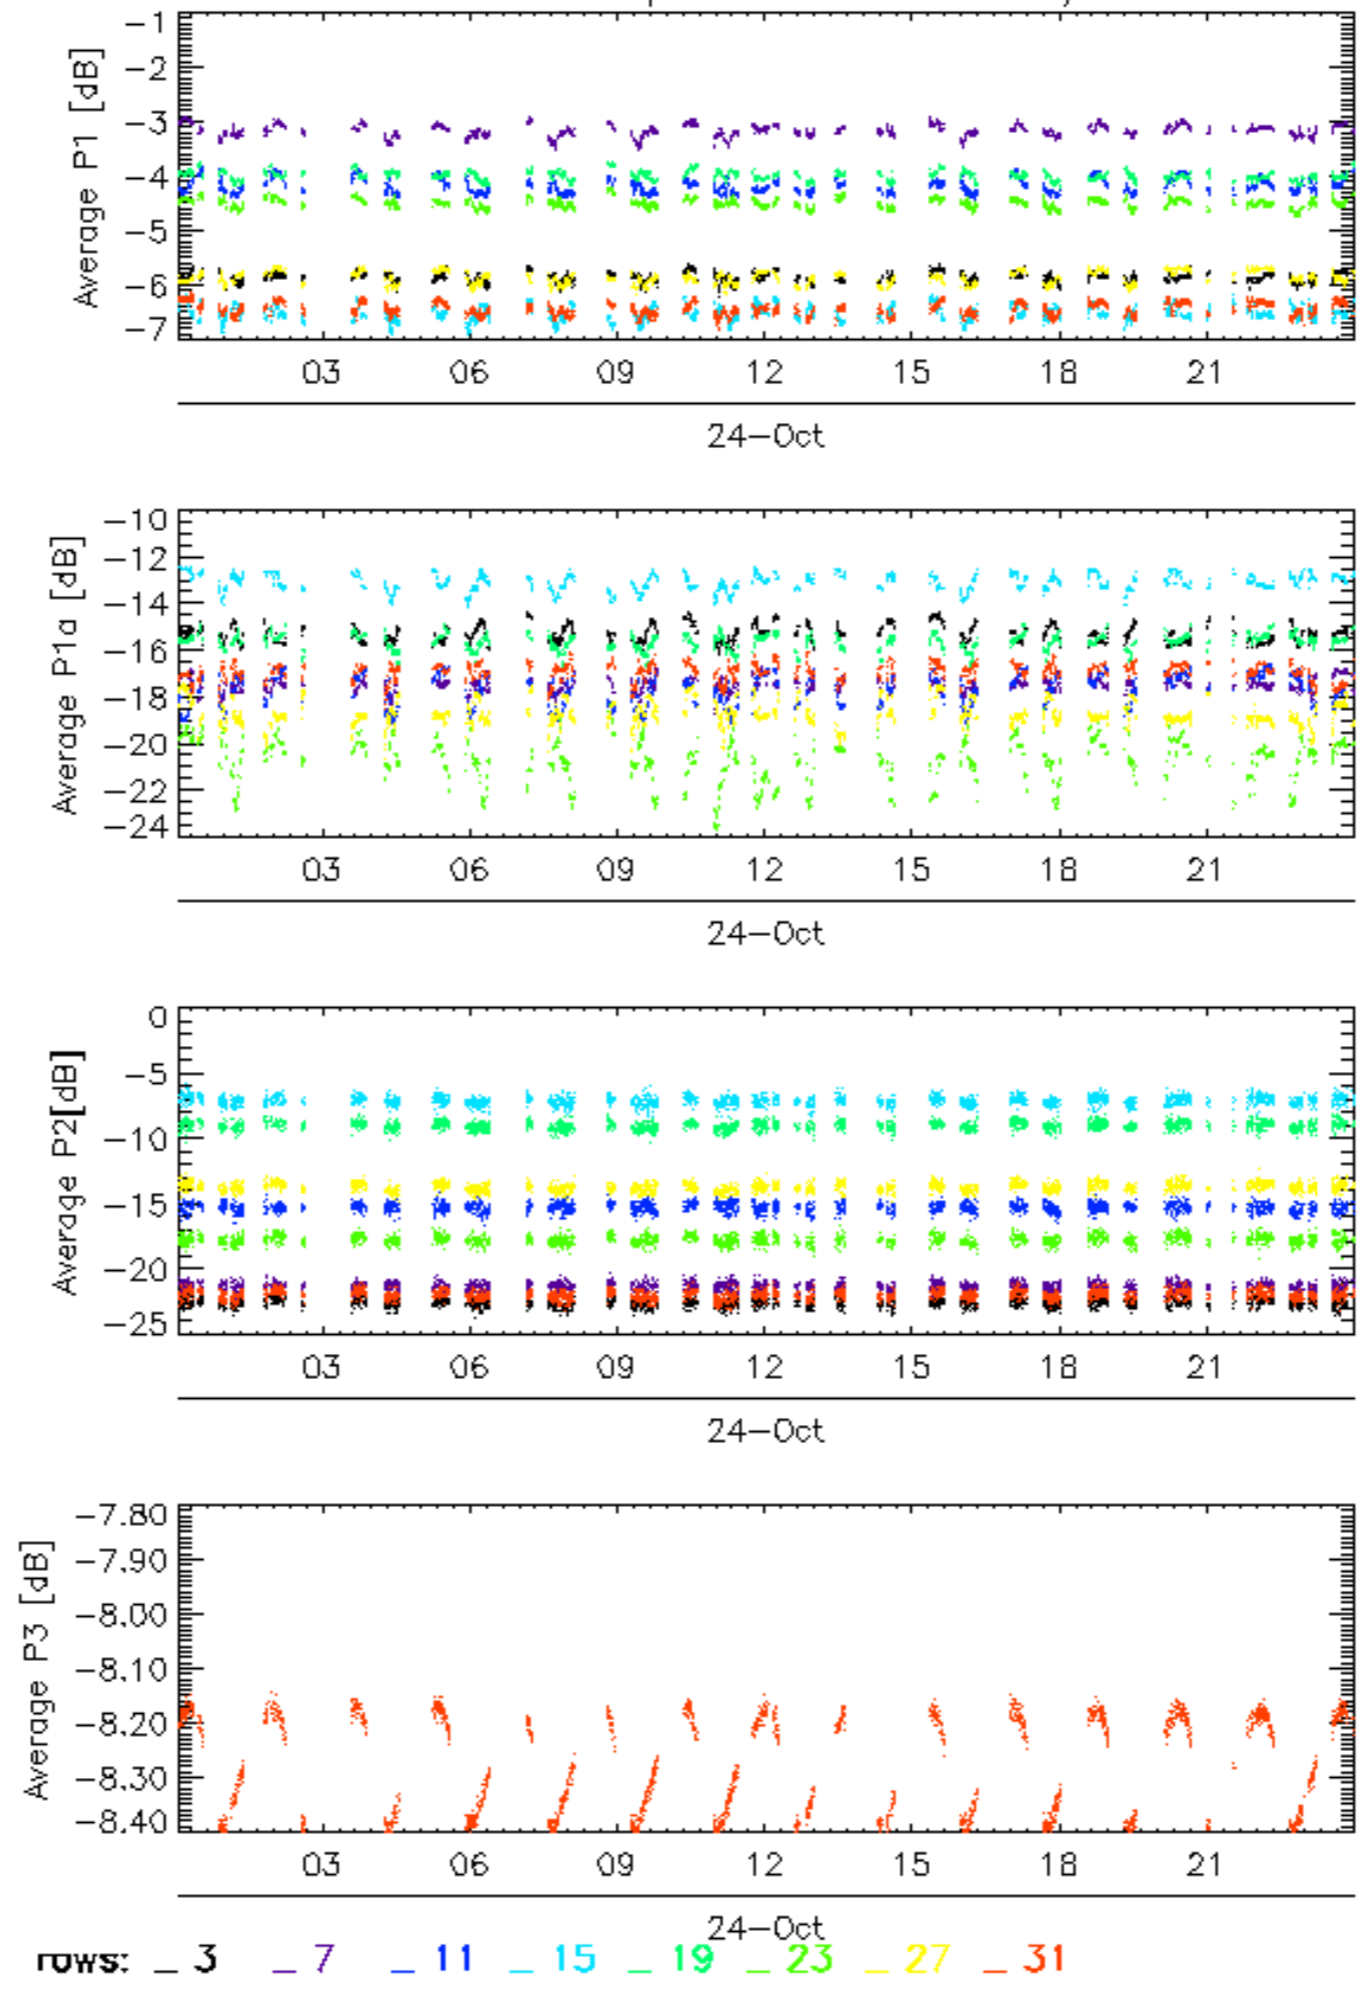 Average P1 [dB]
-1
-2
-3
-4
-5
-6
-7
03 06 09 12 15 18 21
24-Oct
Average P1a [dB]
-10
-12
-14
-16
-18
-20
-22
-24
03 06 09 12 15 18 21
24-Oct
Average P2[dB]
0
-5
-10
-15
-20
-25
03 06 09 12 15 18 21
24-Oct
Average P3 [dB]
-7.80
-7.90
-8.00
-8.10
-8.20
-8.30
-8.40
03 06 09 12 15 18 21
24-Oct
rows: _ 3 _ 7 _ 11 _ 15 _ 19 _ 23 _ 27 _ 31